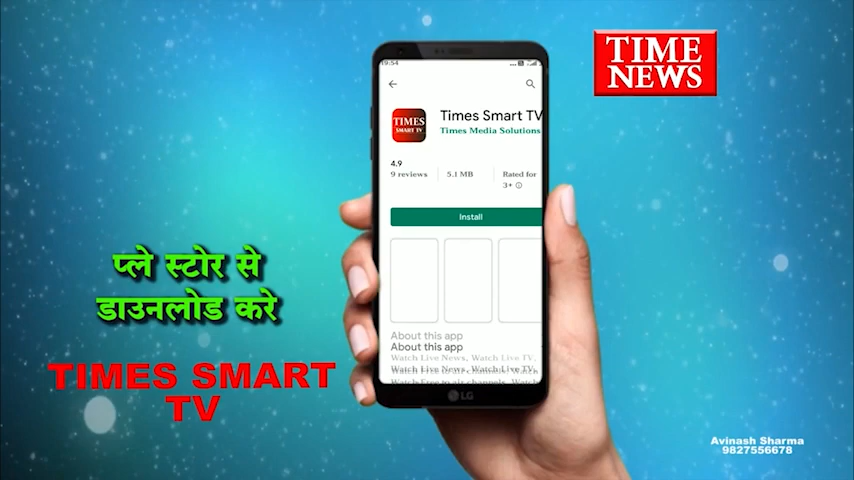 TIME
NEWS
19:54
Times Smart TV
TIMES
SMART TV
Times Media Solutions
4.9
9 reviews
5.1 MB
Rated for
3+
Install
प्ले स्टोर से
डाउनलोड करे
TIMES SMART
TV
About this app
About this app
Watch Live News, Watch Live TV,
LG
Avinash Sharma
9827556678